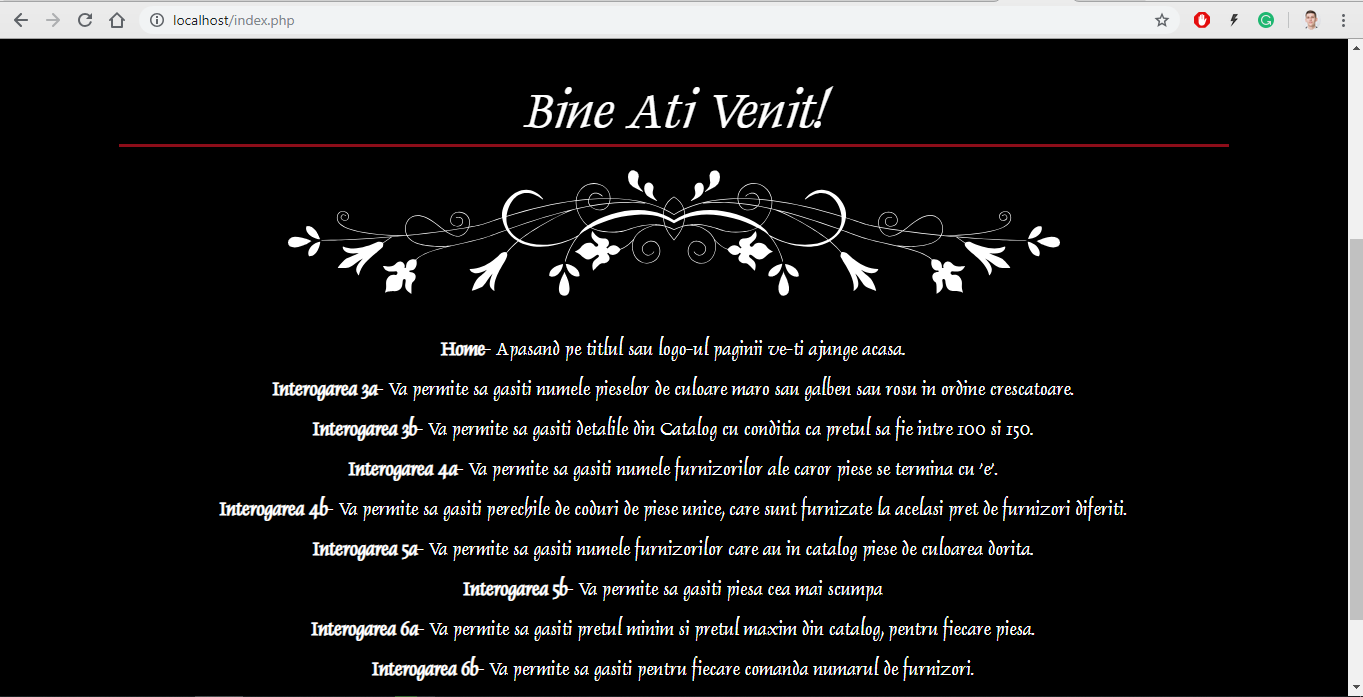 localhost/index.php
Bine Ati Venit!
Home- Apasand pe titlul sau logo-ul paginii ve-ti ajunge acasa.
Interogarea 3a- Va permite sa gasiti numele pieselor de culoare maro sau galben sau rosu in ordine crescatoare.
Interogarea 3b- Va permite sa gasiti detalile din Catalog cu conditia ca pretul sa fie intre 100 si 150.
Interogarea 4a- Va permite sa gasiti numele furnizorilor ale caror piese se termina cu 'e'.
Interogarea 4b- Va permite sa gasiti perechile de coduri de piese unice, care sunt furnizate la acelasi pret de furnizori diferiti.
Interogarea 5a- Va permite sa gasiti numele furnizorilor care au in catalog piese de culoarea dorita.
Interogarea 5b- Va permite sa gasiti piesa cea mai scumpa
Interogarea 6a- Va permite sa gasiti pretul minim si pretul maxim din catalog, pentru fiecare piesa.
Interogarea 6b- Va permite sa gasiti pentru fiecare comanda numarul de furnizori.